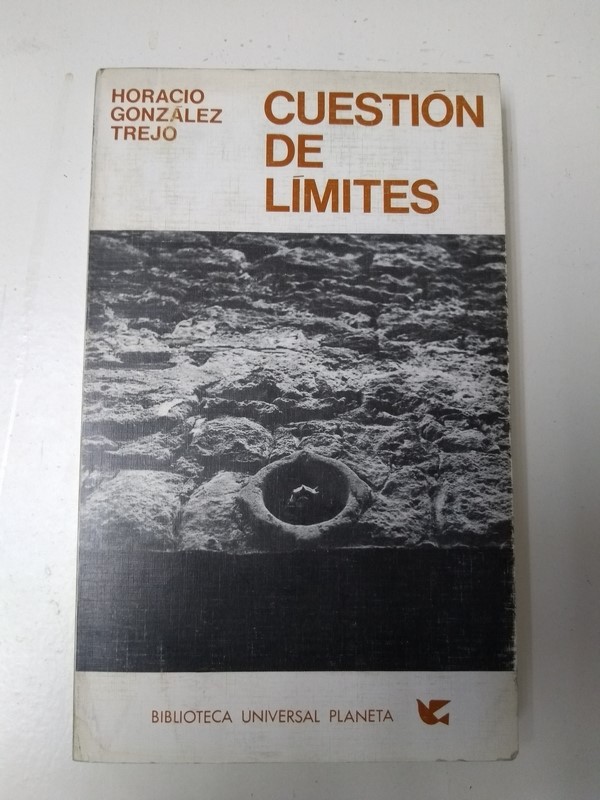 HORACIO
GONZÁLEZ
TREJO
CUESTIÓN
DE
LÍMITES
BIBLIOTECA UNIVERSAL PLANETA